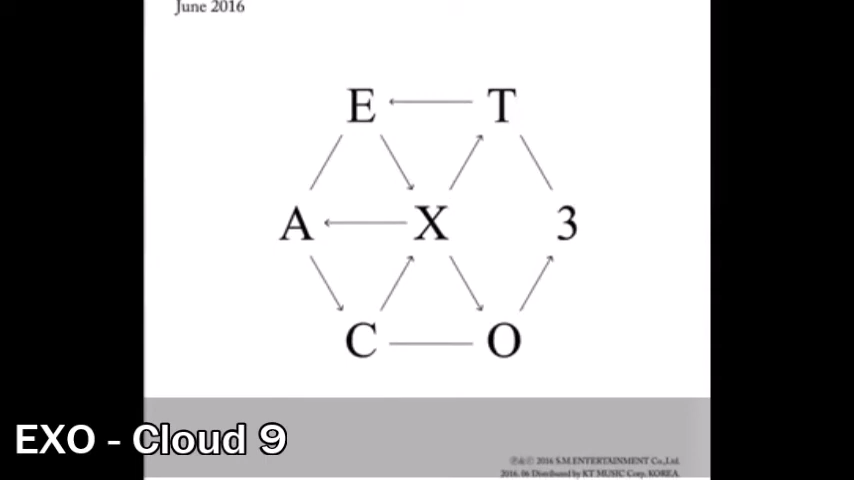 June 2016
E T
A X 3
C O
EXO - Cloud 9
℗&© 2016 S.M.ENTERTAINMENT Co.,Ltd.
2016. 06 Distributed by KT MUSIC Corp. KOREA.